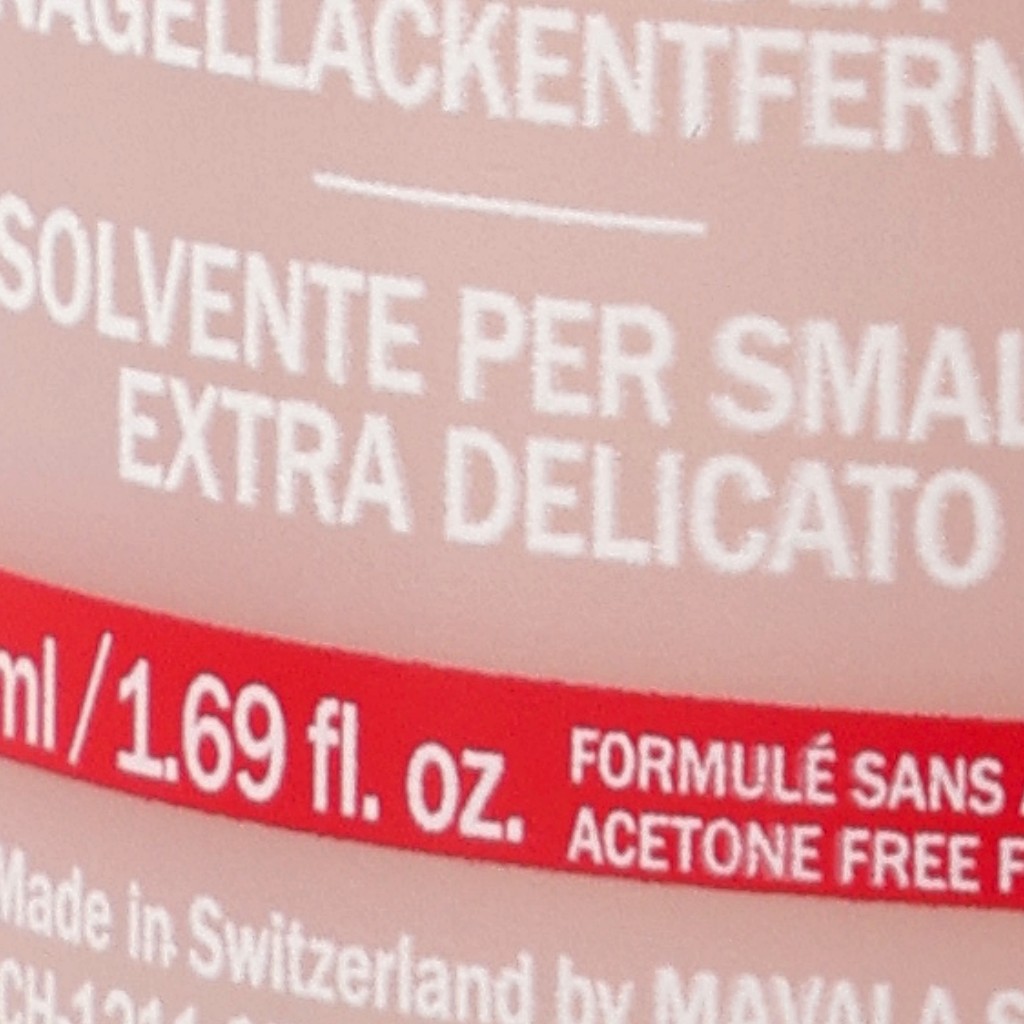 NAGELLACKENTFERN
SOLVENTE PER SMAL
EXTRA DELICATO
ml/1.69 fl. oz.
FORMULÉ SANS
ACETONE FREE F
Made in Switzerland by MAVALA S